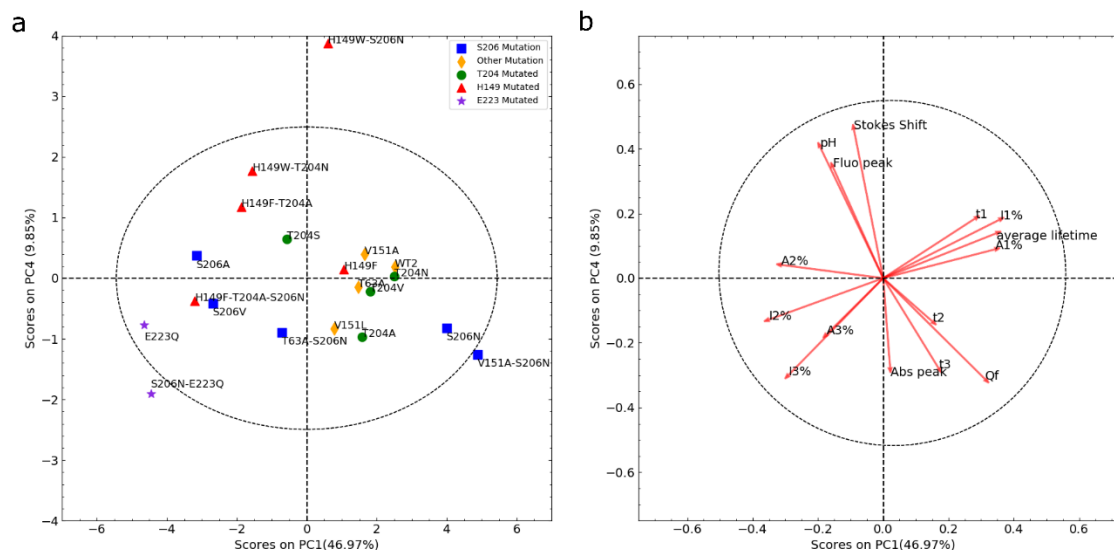 a
b
H149W-S206N
S206 Mutation
Other Mutation
T204 Mutated
H149 Mutated
E223 Mutated
H149W-T204N
H149F-T204A
T204S
V151A
S206A
H149F
WT2
T204N
T63A
T204V
H149F-T204A-S206N
S206V
E223Q
T63A-S206N
V151L
T204A
S206N
V151A-S206N
S206N-E223Q
4
3
2
1
0
−1
−2
−3
−4
−6
−4
−2
0
2
4
6
Scores on PC4 (9.85%)
Scores on PC1(46.97%)
Stokes Shift
pH
Fluo peak
t1
I1%
average lifetime
A1%
A2%
I2%
A3%
I3%
t2
t3
Abs peak
Qf
0.6
0.4
0.2
0.0
−0.2
−0.4
−0.6
−0.6
−0.4
−0.2
0.0
0.2
0.4
0.6
Scores on PC4 (9.85%)
Scores on PC1(46.97%)